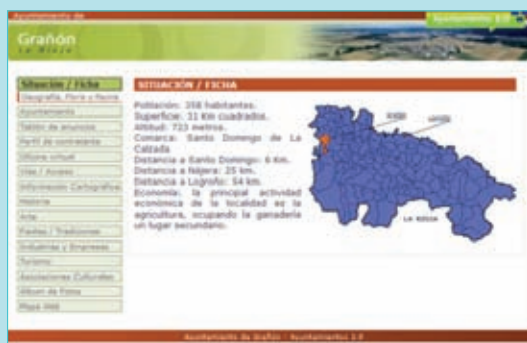 Ayuntamiento de
Ayuntamientos 2.0
Grañón
La Rioja
Situación / Ficha
Geografía, Flora y Fauna
Ayuntamiento
Tablón de anuncios
Perfil de contratante
Oficina virtual
Vías / Acceso
Información Cartográfica
Historia
Arte
Fiestas / Tradiciones
Industrias y Empresas
Turismo
Asociaciones Culturales
Álbum de Fotos
Mapa Web
SITUACIÓN / FICHA
Población: 358 habitantes.
Superficie: 31 Km cuadrados.
Altitud: 723 metros.
Comarca: Santo Domingo de La
Calzada
Distancia a Santo Domingo: 6 Km.
Distancia a Nájera: 25 km.
Distancia a Logroño: 54 km.
Economía: la principal actividad
económica de la localidad es la
agricultura, ocupando la ganadería
un lugar secundario.
LA RIOJA
Ayuntamiento de Grañón - Ayuntamientos 2.0